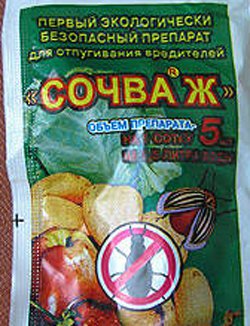 ПЕРВЫЙ ЭКОЛОГИЧЕСКИ
БЕЗОПАСНЫЙ ПРЕПАРАТ
для отпугивания вредителей
«СОЧВА® Ж»
ОБЪЕМ ПРЕПАРАТА-
5